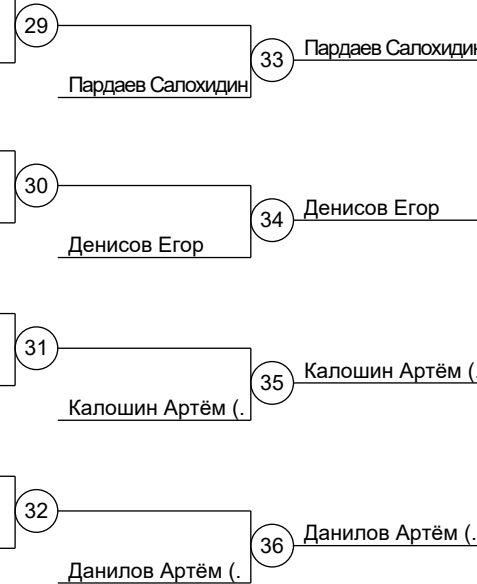 29
33
Пардаев Салохидин
Пардаев Салохидин
30
34
Денисов Егор
Денисов Егор
31
35
Калошин Артём (.
Калошин Артём (.
32
36
Данилов Артём (.
Данилов Артём (.